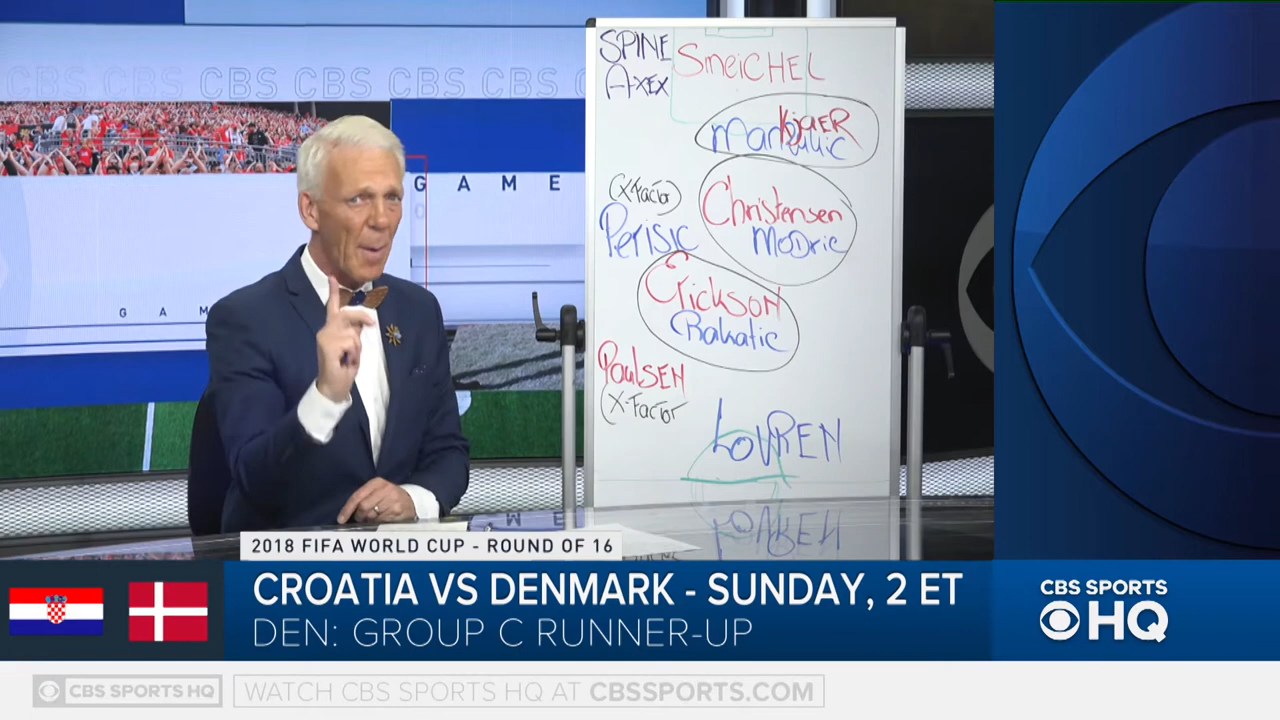 CBS CBS CBS CBS CBS CBS
GAME
GAM
SPINE
A-XEX
SmeiCHEL
KjaER
(X-Factor)
Perisic
Christensen
MoDric
Erickson
Rakatic
PoulSEN
(X-Factor
LovREN
2018 FIFA WORLD CUP - ROUND OF 16
CROATIA VS DENMARK - SUNDAY, 2 ET
DEN: GROUP C RUNNER-UP
CBS SPORTS
HQ
CBS SPORTS HQ
WATCH CBS SPORTS HQ AT CBSSPORTS.COM